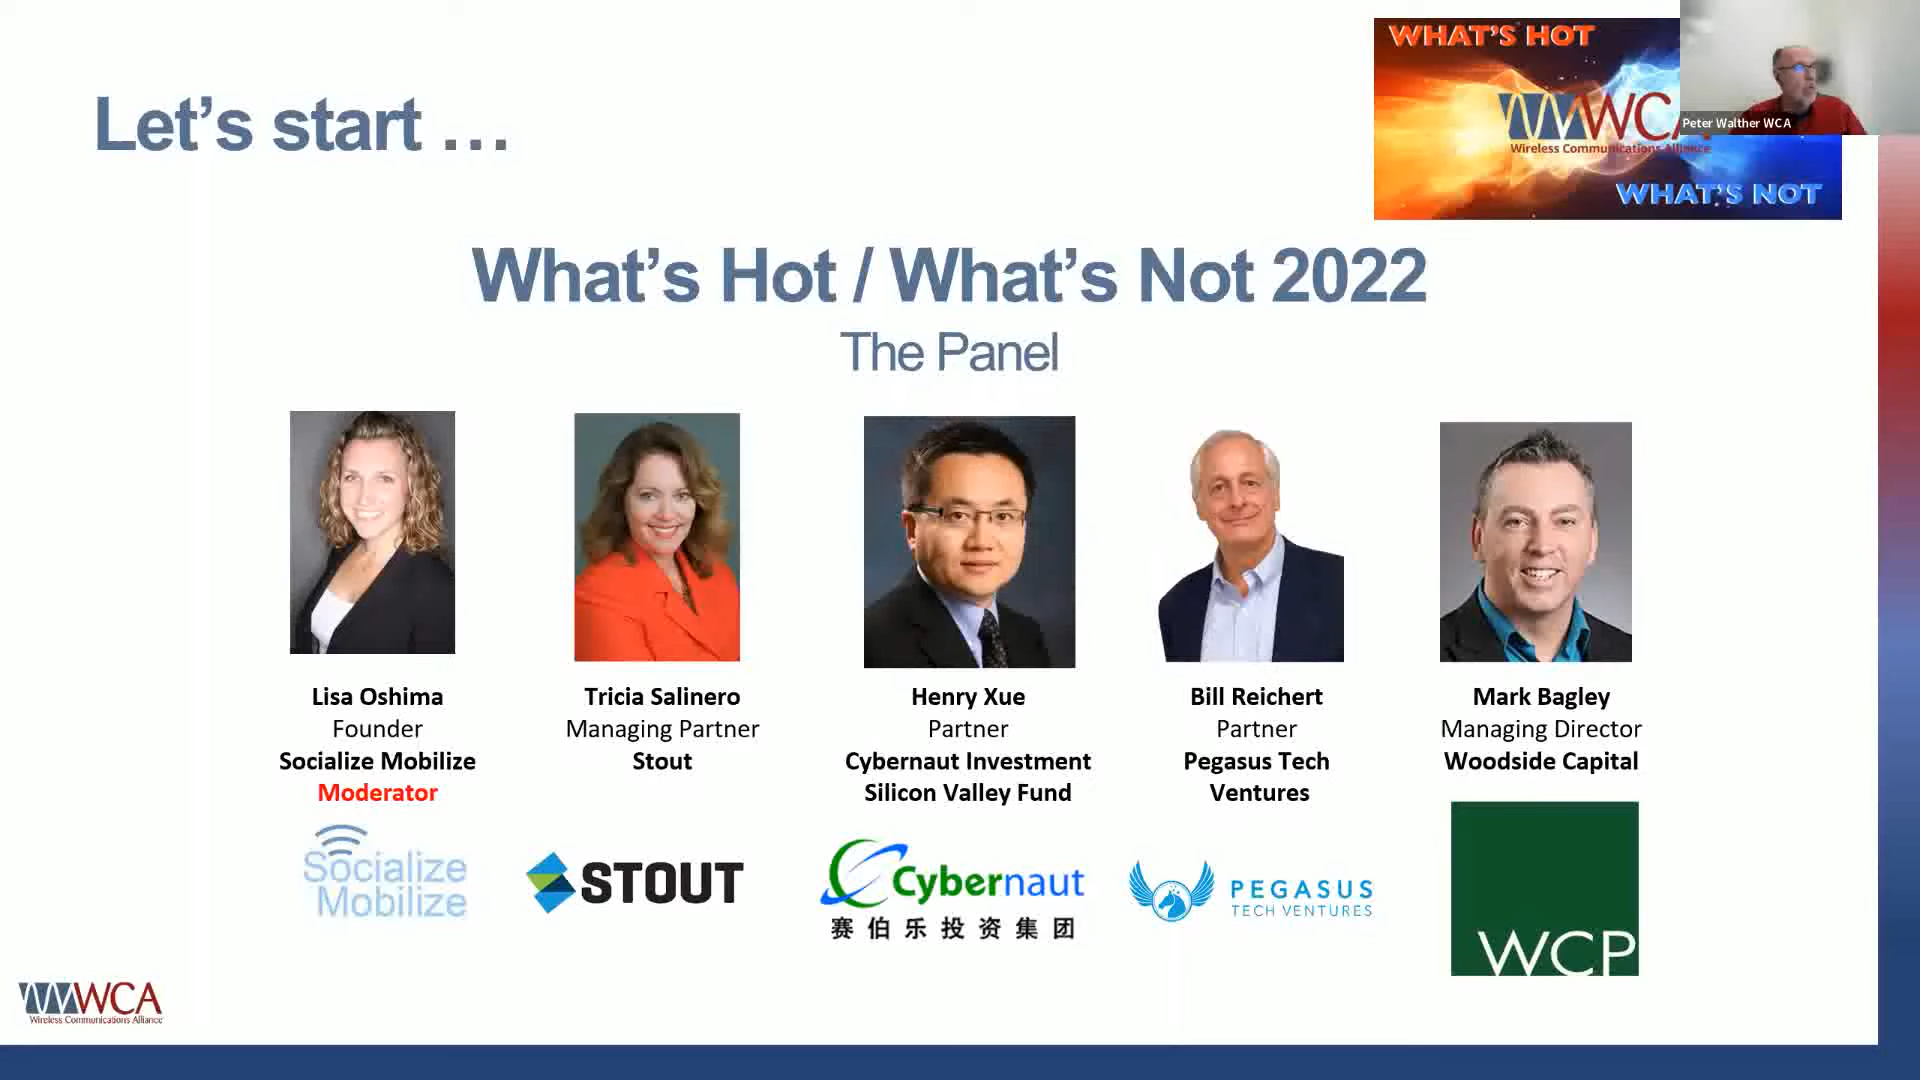 Let's start ...
WHAT'S HOT
WCA
Wireless Communications Alliance
WHAT'S NOT
Peter Walther WCA
What's Hot / What's Not 2022
The Panel
Lisa Oshima
Founder
Socialize Mobilize
Moderator
Tricia Salinero
Managing Partner
Stout
Henry Xue
Partner
Cybernaut Investment
Silicon Valley Fund
Bill Reichert
Partner
Pegasus Tech
Ventures
Mark Bagley
Managing Director
Woodside Capital
Socialize
Mobilize
STOUT
Cybernaut
赛伯乐投资集团
PEGASUS
TECH VENTURES
WCP
WCA
Wireless Communications Alliance